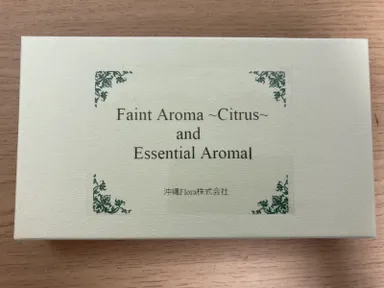 Faint Aroma ~Citrus~
and
Essential Aromal
沖縄Flora株式会社